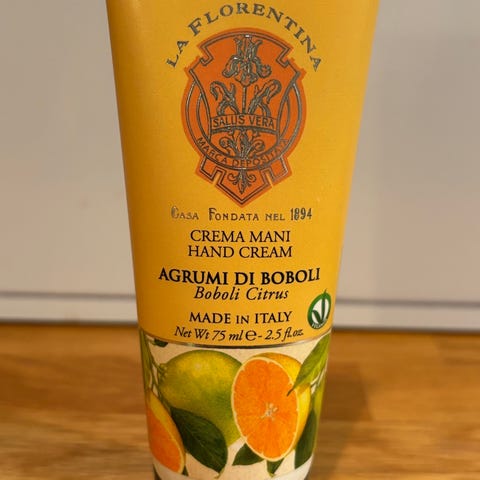 LA FLORENTINA
SALUS VERA
MARCA DEPOSITATA
CASA FONDATA NEL 1894
CREMA MANI
HAND CREAM
AGRUMI DI BOBOLI
Boboli Citrus
MADE IN ITALY
Net Wt 75 ml ℮ - 2.5 fl.oz.